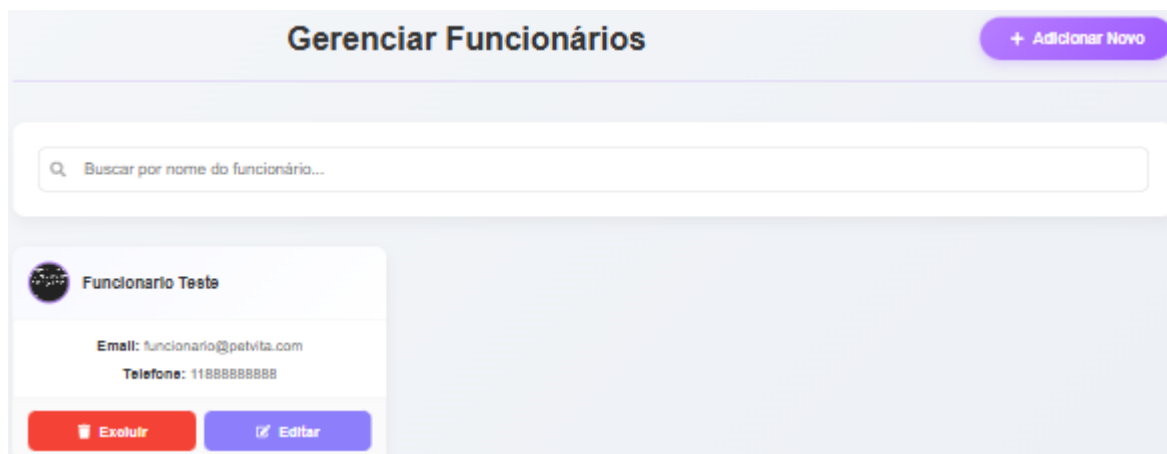 Gerenciar Funcionários
+ Adicionar Novo
Buscar por nome do funcionário...
Funcionario Teste
Email: funcionario@petvita.com
Telefone: 11888888888
Excluir
Editar